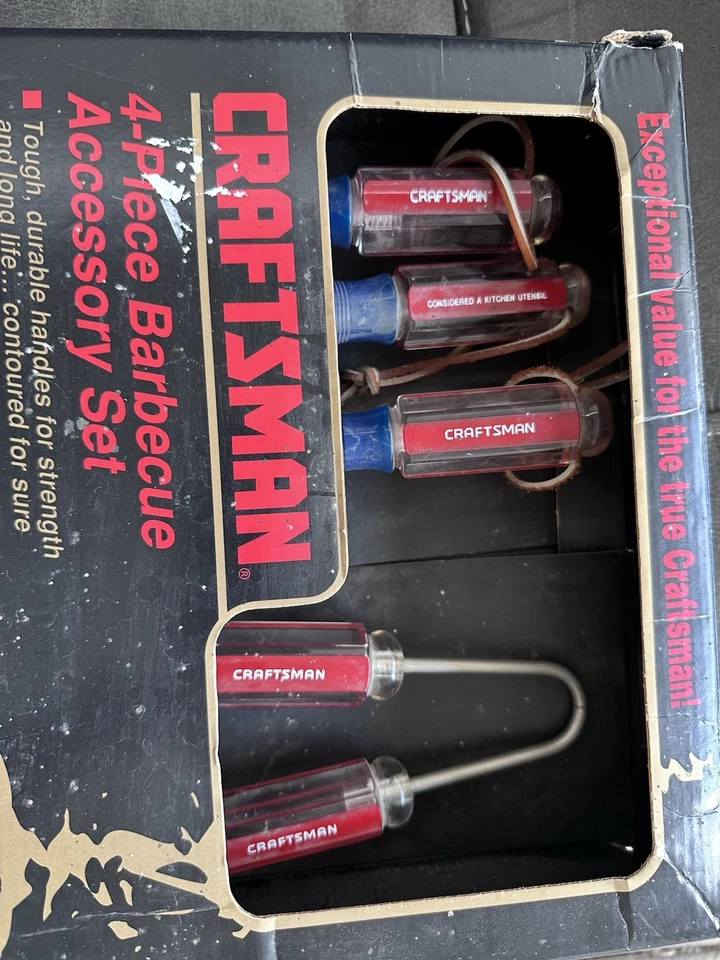 Exceptional value for the true Craftsman!
CRAFTSMAN
CONSIDERED A KITCHEN UTENSIL
CRAFTSMAN
CRAFTSMAN
CRAFTSMAN
CRAFTSMAN®
4-Piece Barbecue
Accessory Set
■ Tough, durable handles for strength
and long life... contoured for sure